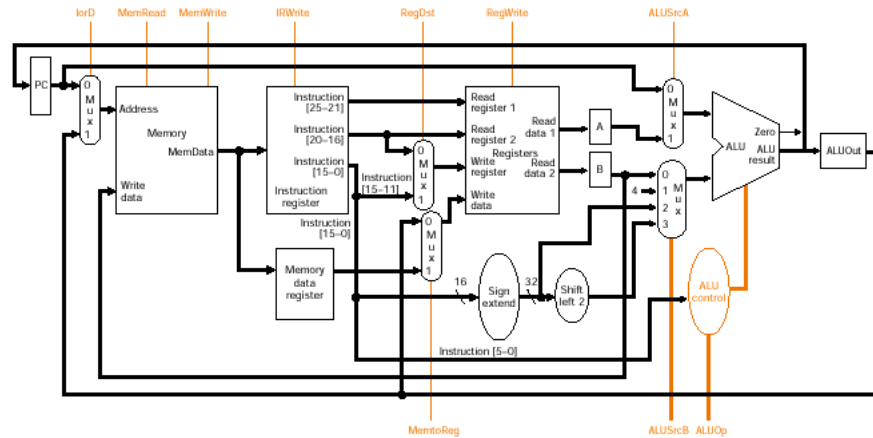 IorD
MemRead
MemWrite
IRWrite
RegDst
RegWrite
ALUSrcA
PC
0
M
u
x
1
Address
Memory
MemData
Write
data
Instruction
[25–21]
Instruction
[20–16]
Instruction
[15–0]
Instruction
register
Instruction
[15–11]
Instruction
[15–0]
Memory
data
register
0
M
u
x
1
0
M
u
x
1
Read
register 1
Read
register 2
Write
register
Write
data
Registers
Read
data 1
Read
data 2
A
B
4
0
M
u
x
1
0
1
2
3
M
u
x
Zero
ALU
ALU
result
ALUOut
16
Sign
extend
32
Shift
left 2
ALU
control
Instruction [5–0]
MemtoReg
ALUSrcB
ALUOp